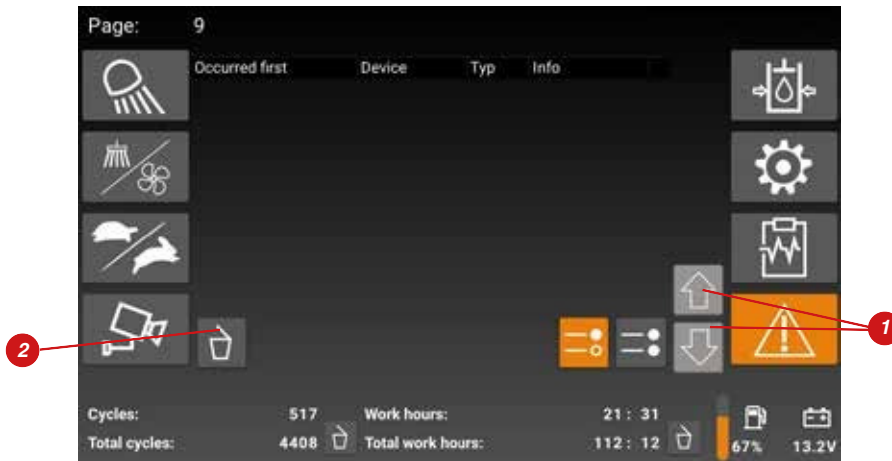 Page: 9
Occurred first Device Typ Info
1
2
Cycles: 517 Work hours: 21: 31
Total cycles: 4408 Total work hours: 112: 12
67% 13.2V